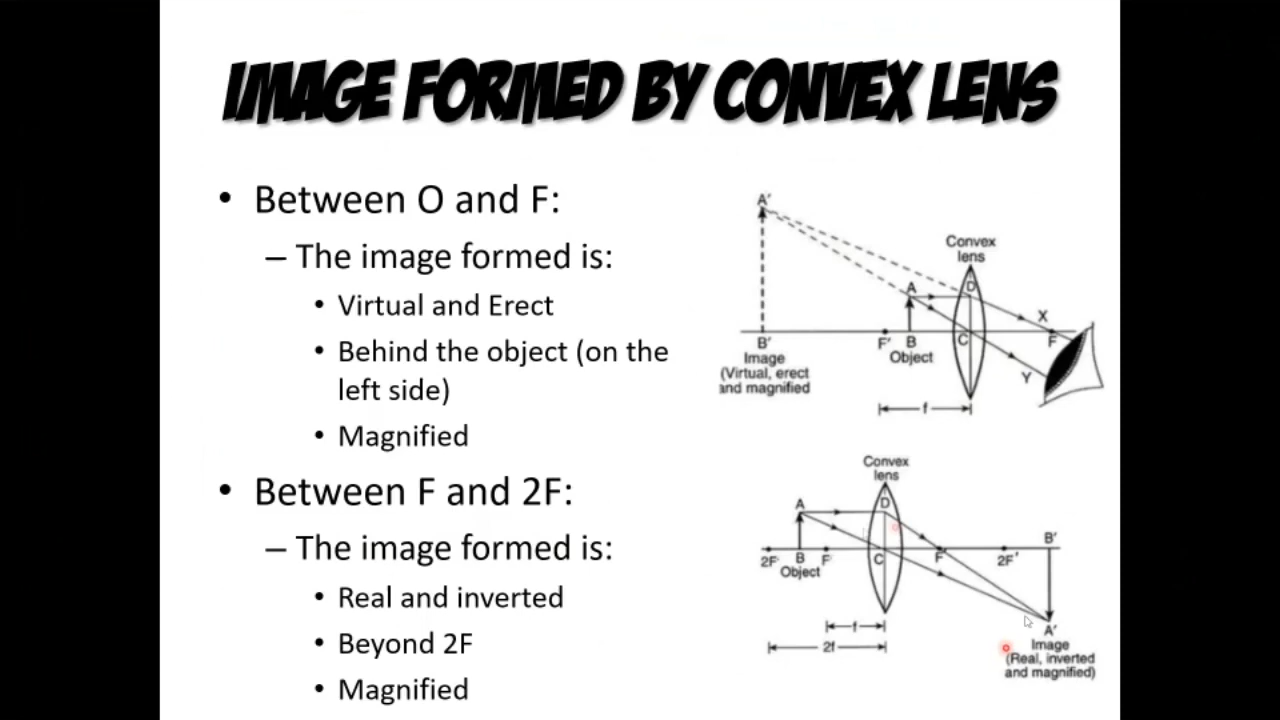 IMAGE FORMED BY CONVEX LENS
• Between O and F:
– The image formed is:
• Virtual and Erect
• Behind the object (on the
left side)
• Magnified
• Between F and 2F:
– The image formed is:
• Real and inverted
• Beyond 2F
• Magnified
A'
Convex
lens
A
D
X
B'
F'
B
C
F
Image
(Virtual, erect
and magnified
Object
Y
f
Convex
lens
A
D
B'
2F
B
F
C
F'
2F'
Object
f
A'
2f
Image
(Real, inverted
and magnified)